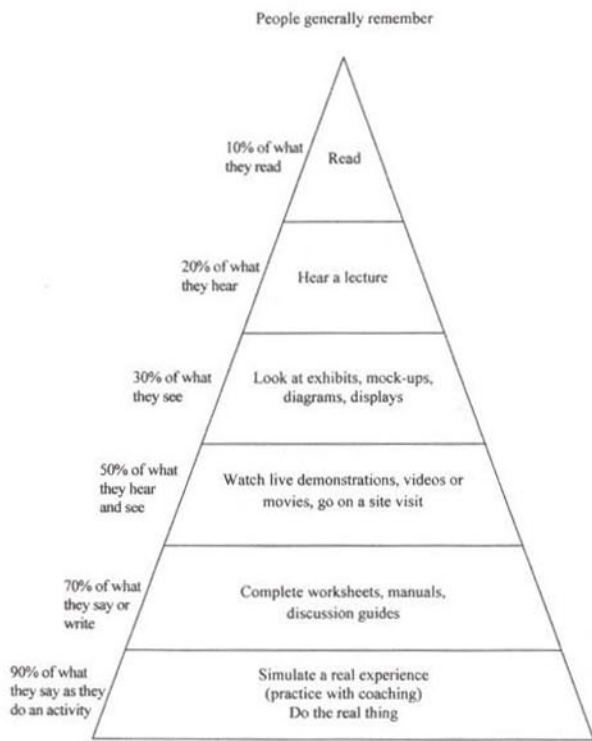 People generally remember
10% of what
they read
Read
20% of what
they hear
Hear a lecture
30% of what
they see
Look at exhibits, mock-ups,
diagrams, displays
50% of what
they hear
and see
Watch live demonstrations, videos or
movies, go on a site visit
70% of what
they say or
write
Complete worksheets, manuals,
discussion guides
90% of what
they say as they
do an activity
Simulate a real experience
(practice with coaching)
Do the real thing